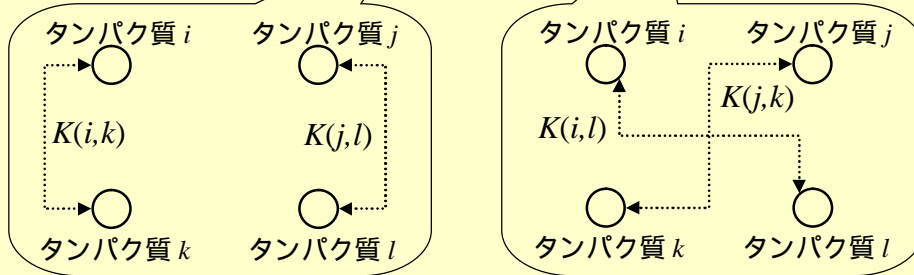 タンパク質 i タンパク質 j
K(i,k) K(j,l)
タンパク質 k タンパク質 l
タンパク質 i タンパク質 j
K(j,k)
K(i,l)
タンパク質 k タンパク質 l